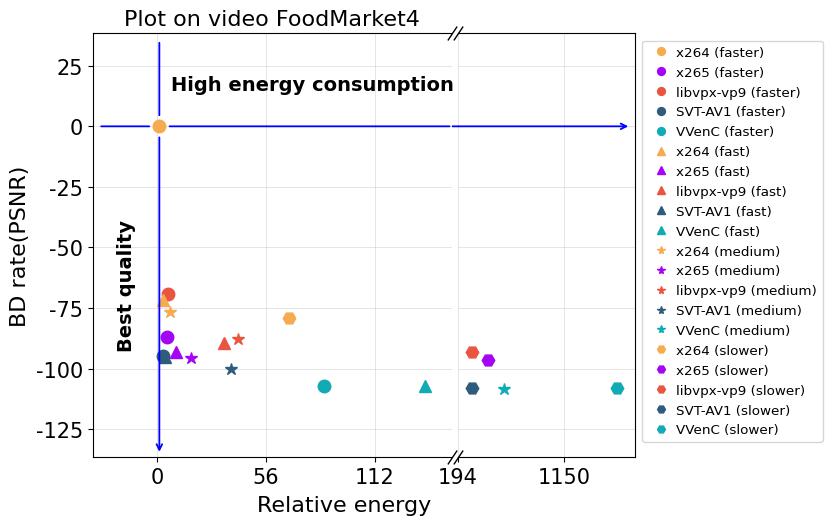 Plot on video FoodMarket4
High energy consumption
Best quality
BD rate(PSNR)
25
0
-25
-50
-75
-100
-125
0 56 112 194 1150
Relative energy
x264 (faster)
x265 (faster)
libvpx-vp9 (faster)
SVT-AV1 (faster)
VVenC (faster)
x264 (fast)
x265 (fast)
libvpx-vp9 (fast)
SVT-AV1 (fast)
VVenC (fast)
x264 (medium)
x265 (medium)
libvpx-vp9 (medium)
SVT-AV1 (medium)
VVenC (medium)
x264 (slower)
x265 (slower)
libvpx-vp9 (slower)
SVT-AV1 (slower)
VVenC (slower)